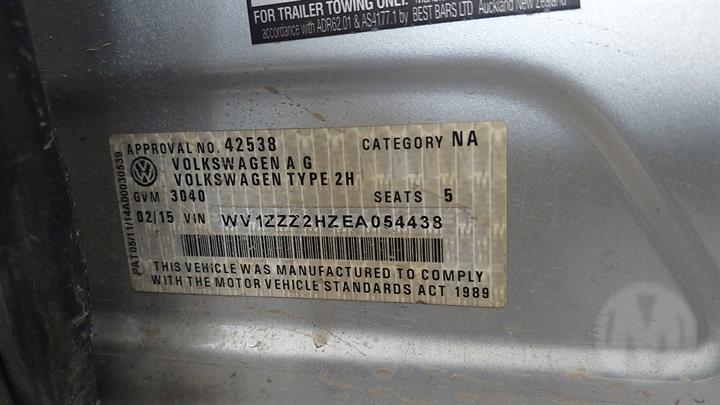 FOR TRAILER TOWING ONLY.
accordance with ADR62.01 & AS4177.1 by BEST BARS LTD Auckland New Zealand
APPROVAL NO. 42538 CATEGORY NA
VOLKSWAGEN AG
VOLKSWAGEN TYPE 2H
GVM 3040 SEATS 5
02/15 VIN WV1ZZZ2HZEA054438
THIS VEHICLE WAS MANUFACTURED TO COMPLY
WITH THE MOTOR VEHICLE STANDARDS ACT 1989
PAT05/11/14A00030539